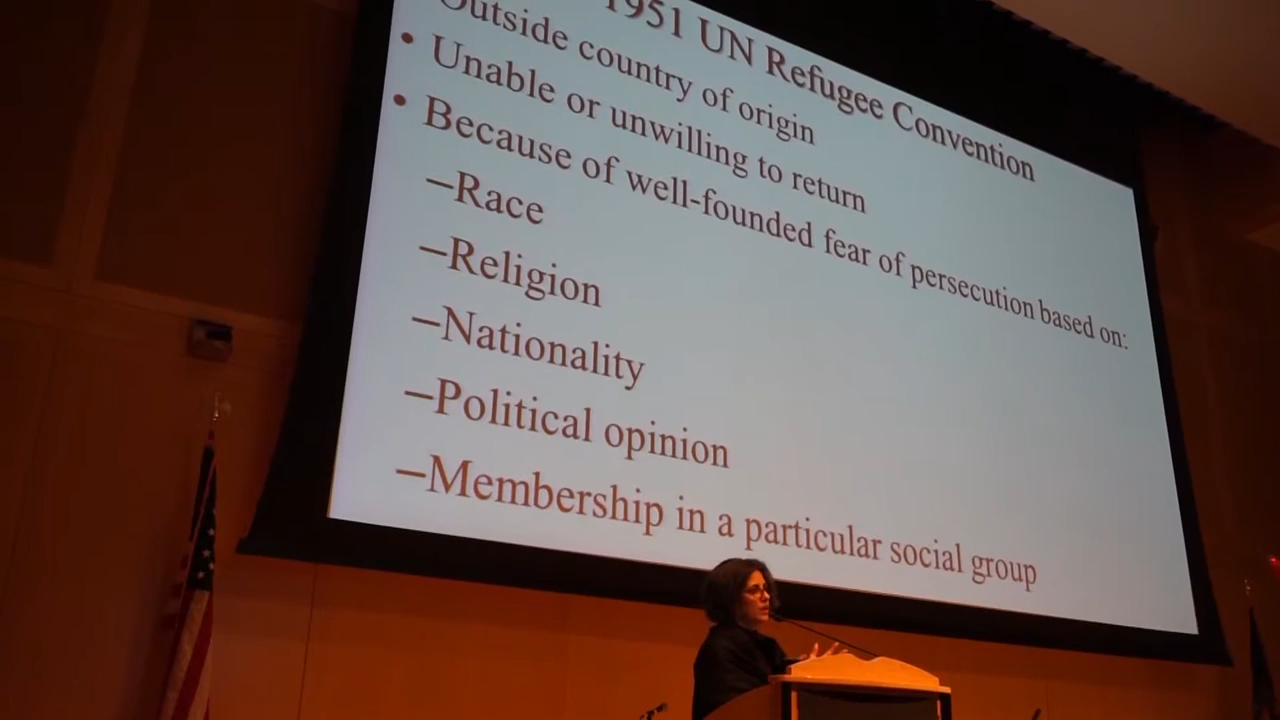 1951 UN Refugee Convention
Outside country of origin
• Unable or unwilling to return
• Because of well-founded fear of persecution based on:
–Race
–Religion
–Nationality
–Political opinion
–Membership in a particular social group